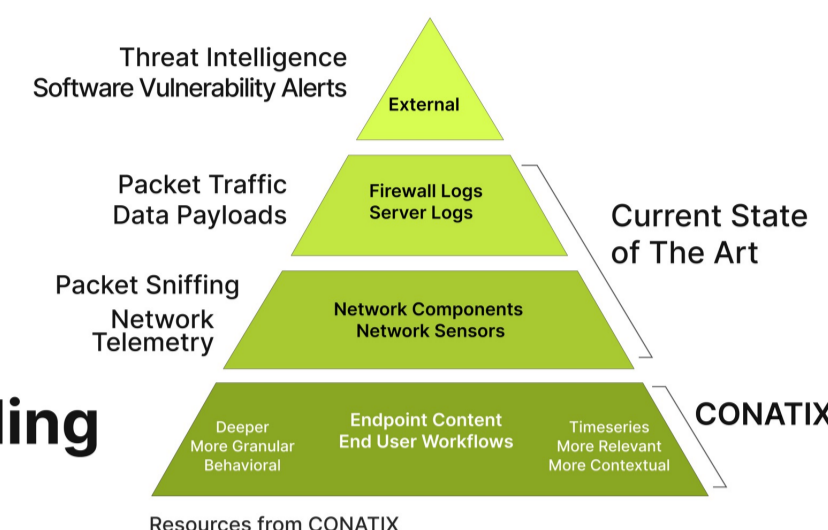 Threat Intelligence
Software Vulnerability Alerts
External
Packet Traffic
Data Payloads
Firewall Logs
Server Logs
Current State
of The Art
Packet Sniffing
Network
Telemetry
Network Components
Network Sensors
ling
CONATIX
Deeper
More Granular
Behavioral
Endpoint Content
End User Workflows
Timeseries
More Relevant
More Contextual
Resources from CONATIX